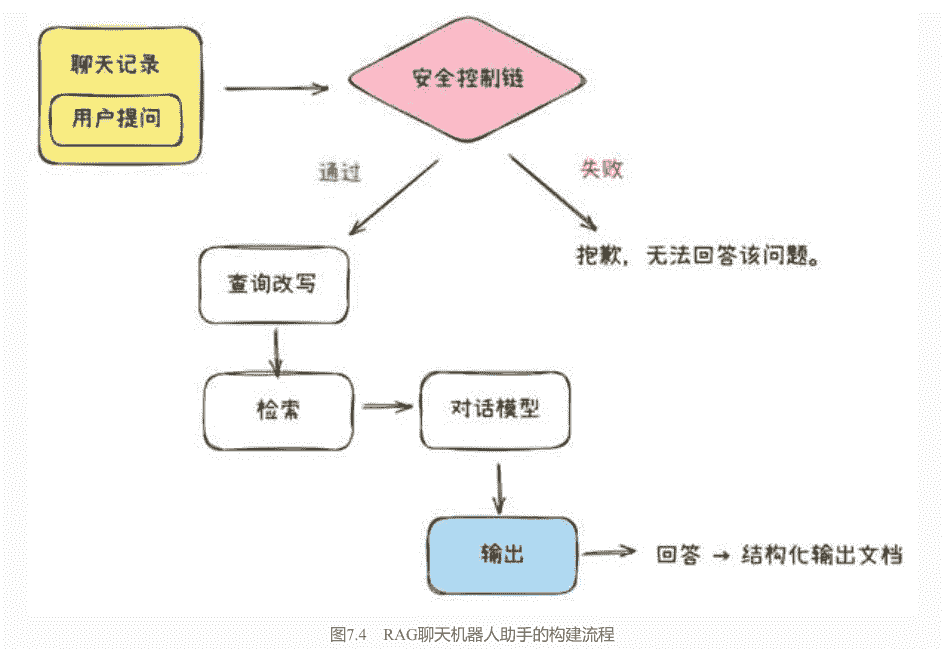 聊天记录
用户提问
安全控制链
通过
失败
抱歉，无法回答该问题。
查询改写
检索
对话模型
输出
回答 → 结构化输出文档
图7.4 RAG聊天机器人助手的构建流程